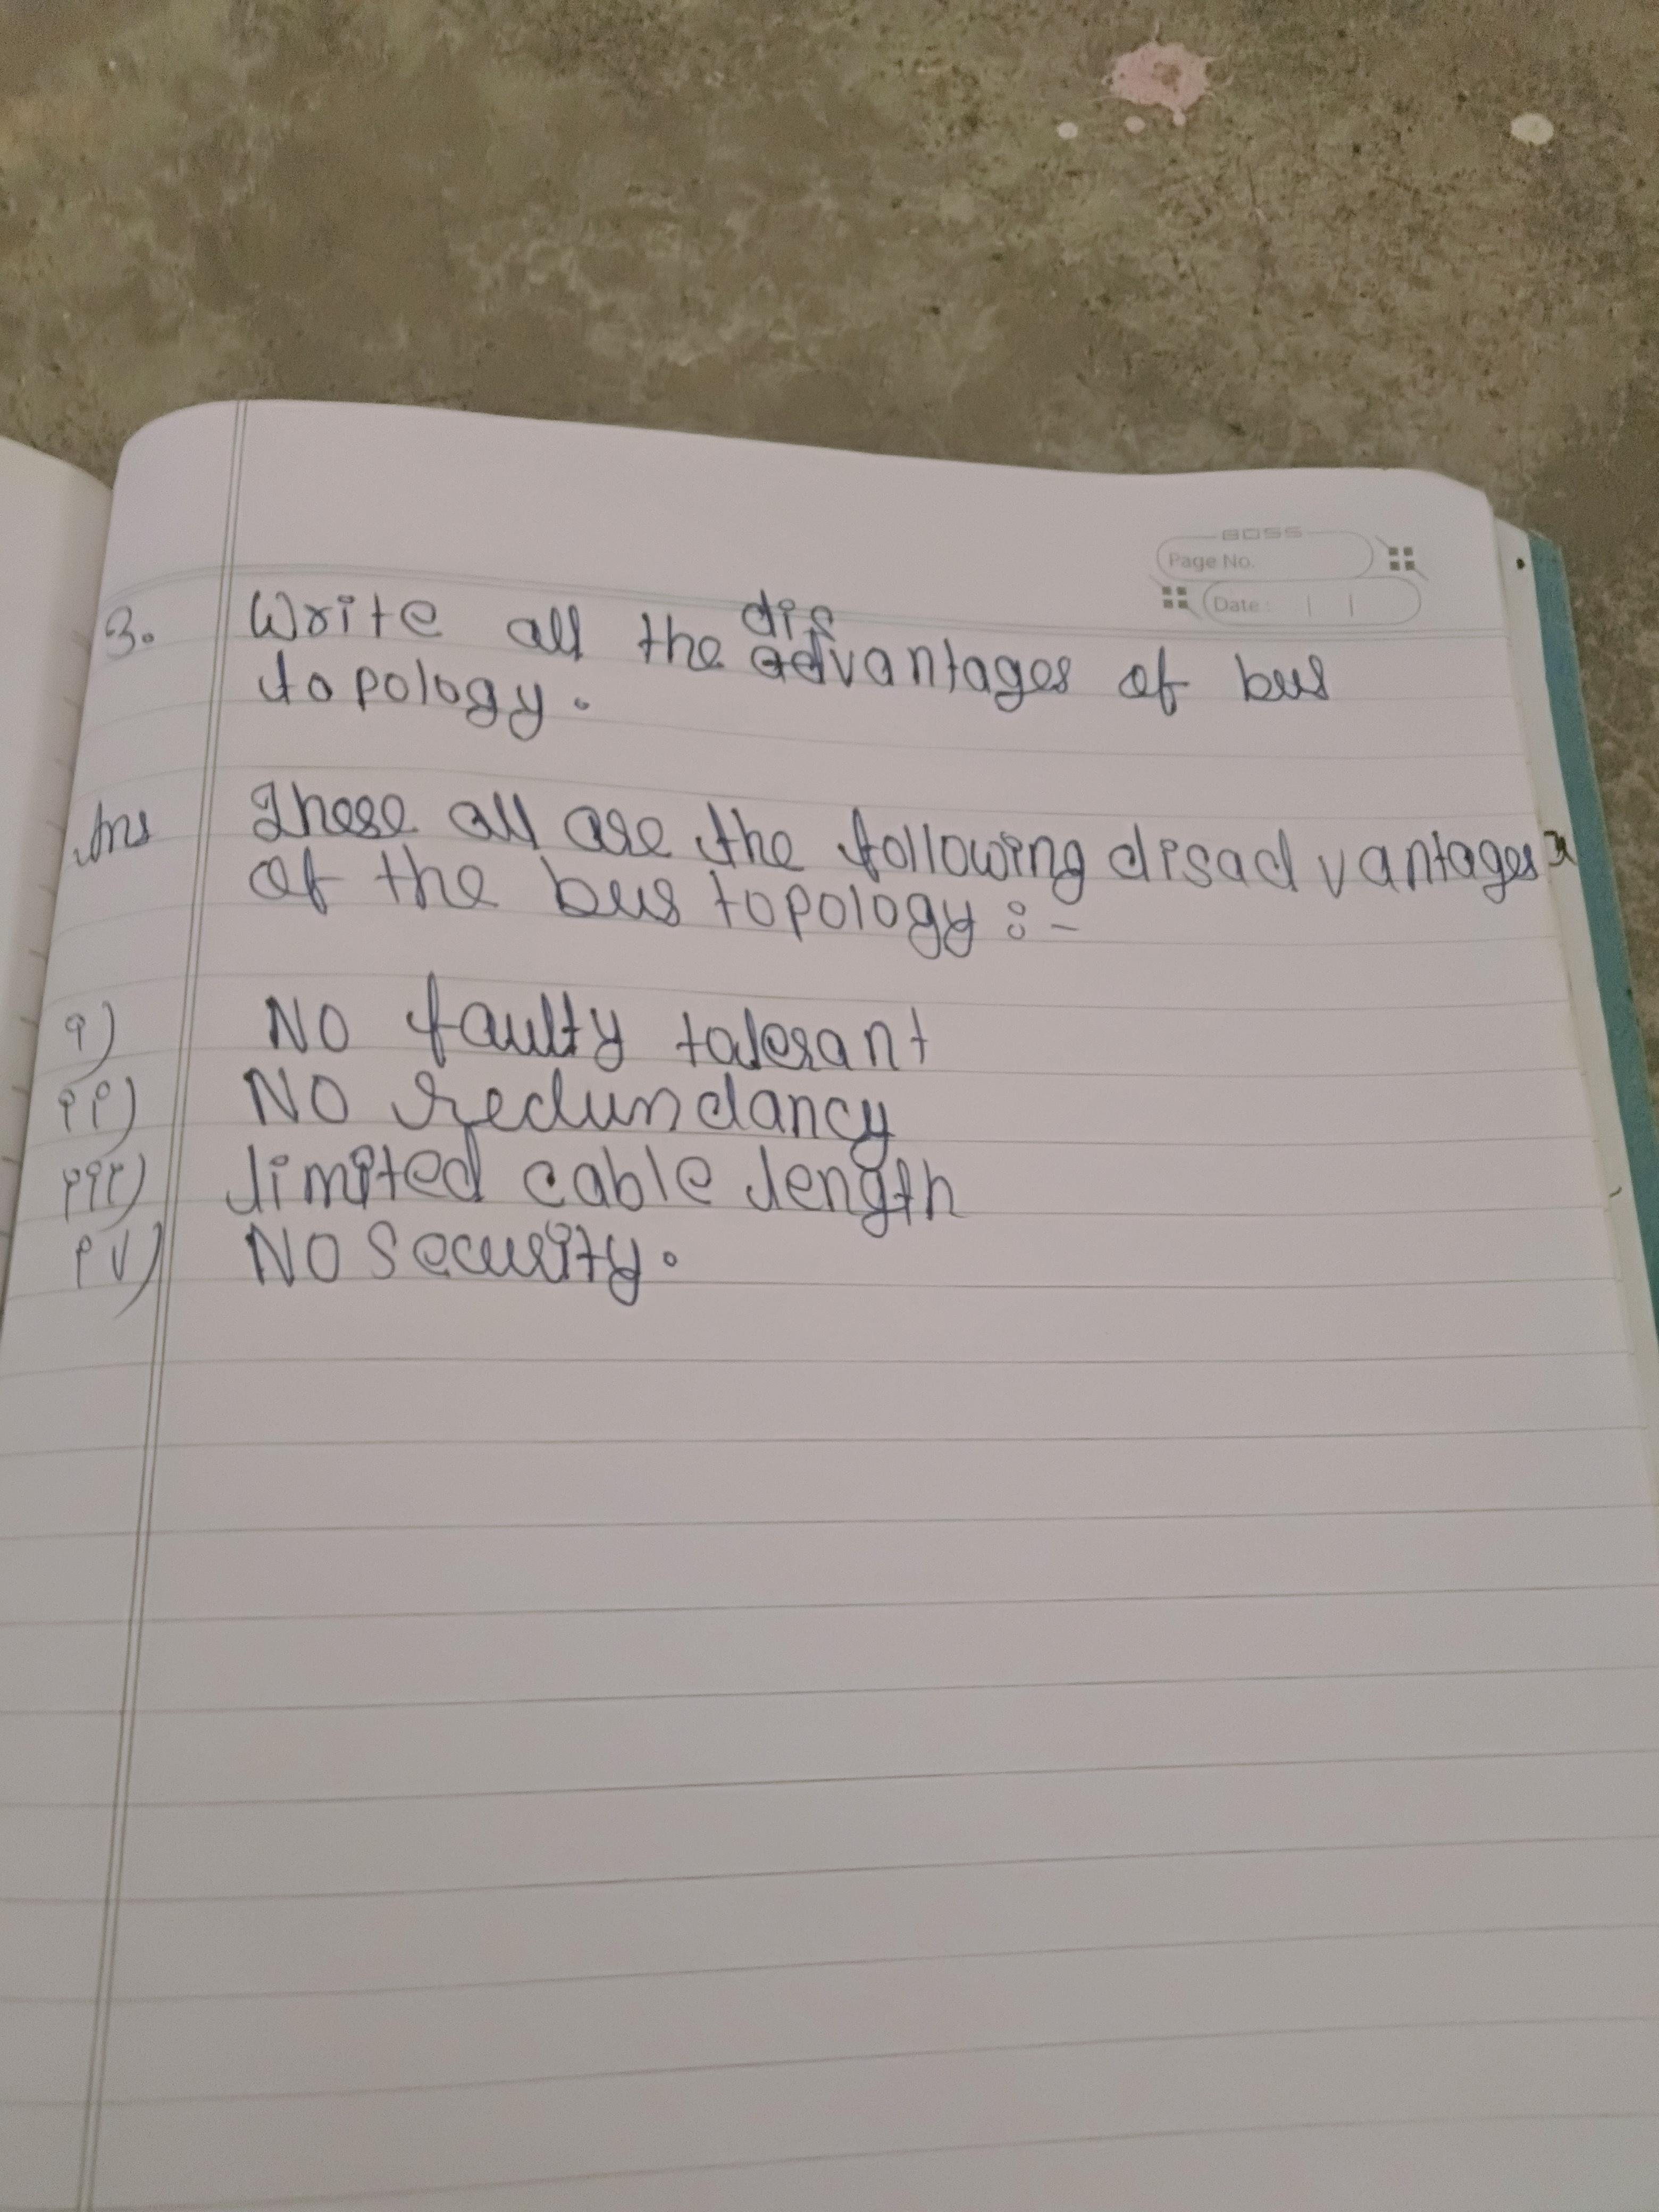 BOSS
Page No.
Date :
3. Write all the disadvantages of bus
topology.
Ans These all are the following disadvantages
of the bus topology :-
i) NO faulty tolerant
ii) NO redundancy
iii) limited cable length
iv) NO security.